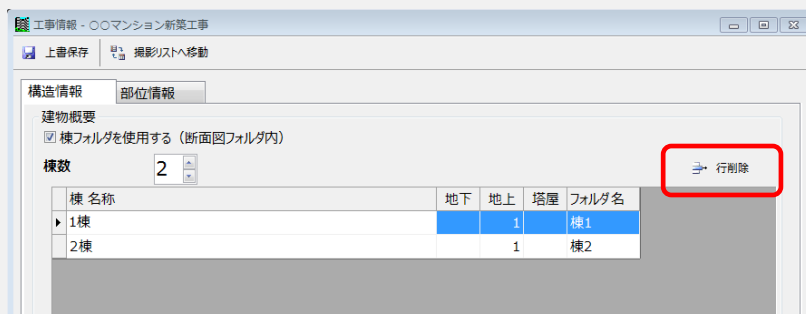 工事情報 - ○○マンション新築工事
上書保存 撮影リストへ移動
構造情報 部位情報
建物概要
棟フォルダを使用する（断面図フォルダ内）
棟数 2 行削除
棟 名称 地下 地上 塔屋 フォルダ名
1棟 1 棟1
2棟 1 棟2